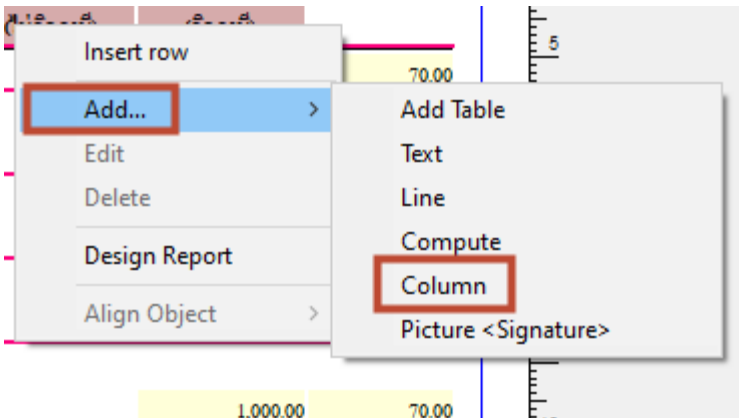 5
Insert row
70.00
Add...
Add Table
Edit
Text
Delete
Line
Compute
Design Report
Column
Align Object
Picture <Signature>
1,000.00
70.00